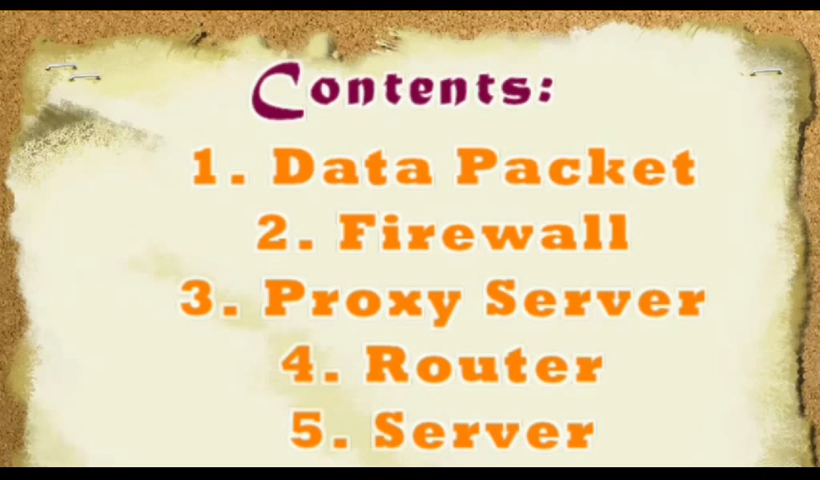 Contents:
1. Data Packet
2. Firewall
3. Proxy Server
4. Router
5. Server